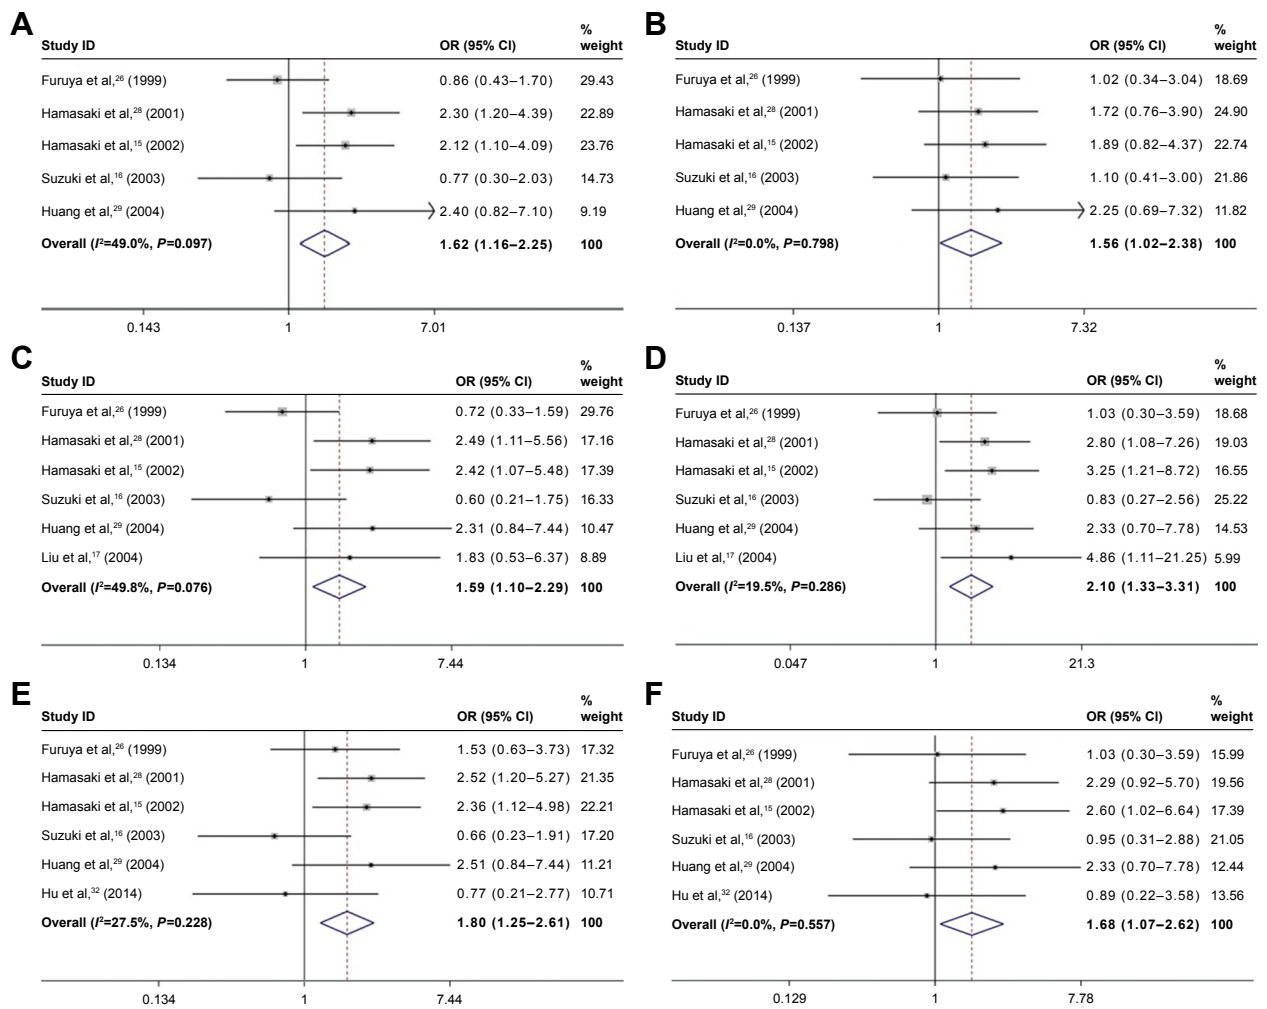 A
Study ID OR (95% CI) % weight
Furuya et al,26 (1999) 0.86 (0.43–1.70) 29.43
Hamasaki et al,28 (2001) 2.30 (1.20–4.39) 22.89
Hamasaki et al,15 (2002) 2.12 (1.10–4.09) 23.76
Suzuki et al,16 (2003) 0.77 (0.30–2.03) 14.73
Huang et al,29 (2004) 2.40 (0.82–7.10) 9.19
Overall (I2=49.0%, P=0.097) 1.62 (1.16–2.25) 100
0.143 1 7.01
B
Study ID OR (95% CI) % weight
Furuya et al,26 (1999) 1.02 (0.34–3.04) 18.69
Hamasaki et al,28 (2001) 1.72 (0.76–3.90) 24.90
Hamasaki et al,15 (2002) 1.89 (0.82–4.37) 22.74
Suzuki et al,16 (2003) 1.10 (0.41–3.00) 21.86
Huang et al,29 (2004) 2.25 (0.69–7.32) 11.82
Overall (I2=0.0%, P=0.798) 1.56 (1.02–2.38) 100
0.137 1 7.32
C
Study ID OR (95% CI) % weight
Furuya et al,26 (1999) 0.72 (0.33–1.59) 29.76
Hamasaki et al,28 (2001) 2.49 (1.11–5.56) 17.16
Hamasaki et al,15 (2002) 2.42 (1.07–5.48) 17.39
Suzuki et al,16 (2003) 0.60 (0.21–1.75) 16.33
Huang et al,29 (2004) 2.31 (0.84–7.44) 10.47
Liu et al,17 (2004) 1.83 (0.53–6.37) 8.89
Overall (I2=49.8%, P=0.076) 1.59 (1.10–2.29) 100
0.134 1 7.44
D
Study ID OR (95% CI) % weight
Furuya et al,26 (1999) 1.03 (0.30–3.59) 18.68
Hamasaki et al,28 (2001) 2.80 (1.08–7.26) 19.03
Hamasaki et al,15 (2002) 3.25 (1.21–8.72) 16.55
Suzuki et al,16 (2003) 0.83 (0.27–2.56) 25.22
Huang et al,29 (2004) 2.33 (0.70–7.78) 14.53
Liu et al,17 (2004) 4.86 (1.11–21.25) 5.99
Overall (I2=19.5%, P=0.286) 2.10 (1.33–3.31) 100
0.047 1 21.3
E
Study ID OR (95% CI) % weight
Furuya et al,26 (1999) 1.53 (0.63–3.73) 17.32
Hamasaki et al,28 (2001) 2.52 (1.20–5.27) 21.35
Hamasaki et al,15 (2002) 2.36 (1.12–4.98) 22.21
Suzuki et al,16 (2003) 0.66 (0.23–1.91) 17.20
Huang et al,29 (2004) 2.51 (0.84–7.44) 11.21
Hu et al,32 (2014) 0.77 (0.21–2.77) 10.71
Overall (I2=27.5%, P=0.228) 1.80 (1.25–2.61) 100
0.134 1 7.44
F
Study ID OR (95% CI) % weight
Furuya et al,26 (1999) 1.03 (0.30–3.59) 15.99
Hamasaki et al,28 (2001) 2.29 (0.92–5.70) 19.56
Hamasaki et al,15 (2002) 2.60 (1.02–6.64) 17.39
Suzuki et al,16 (2003) 0.95 (0.31–2.88) 21.05
Huang et al,29 (2004) 2.33 (0.70–7.78) 12.44
Hu et al,32 (2014) 0.89 (0.22–3.58) 13.56
Overall (I2=0.0%, P=0.557) 1.68 (1.07–2.62) 100
0.129 1 7.78